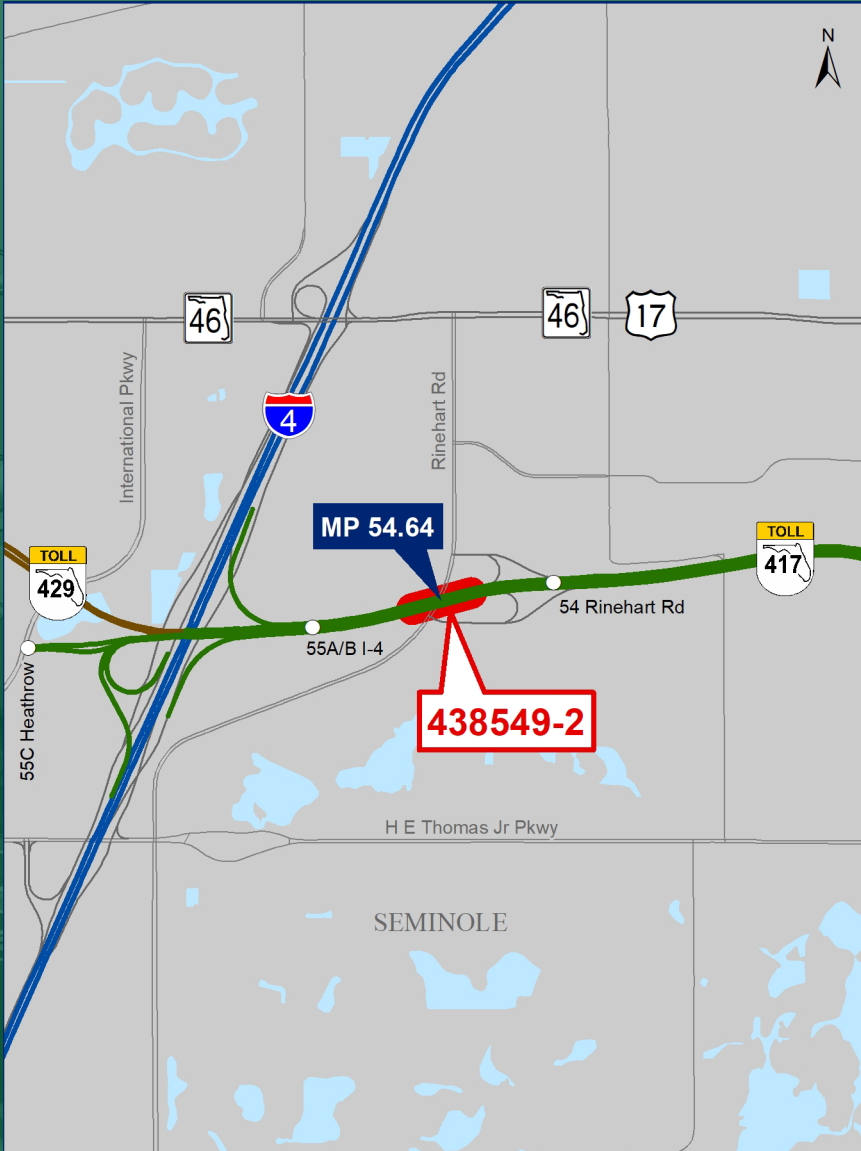 N
46
46
17
International Pkwy
Rinehart Rd
4
MP 54.64
TOLL
417
TOLL
429
54 Rinehart Rd
55A/B I-4
55C Heathrow
438549-2
H E Thomas Jr Pkwy
SEMINOLE